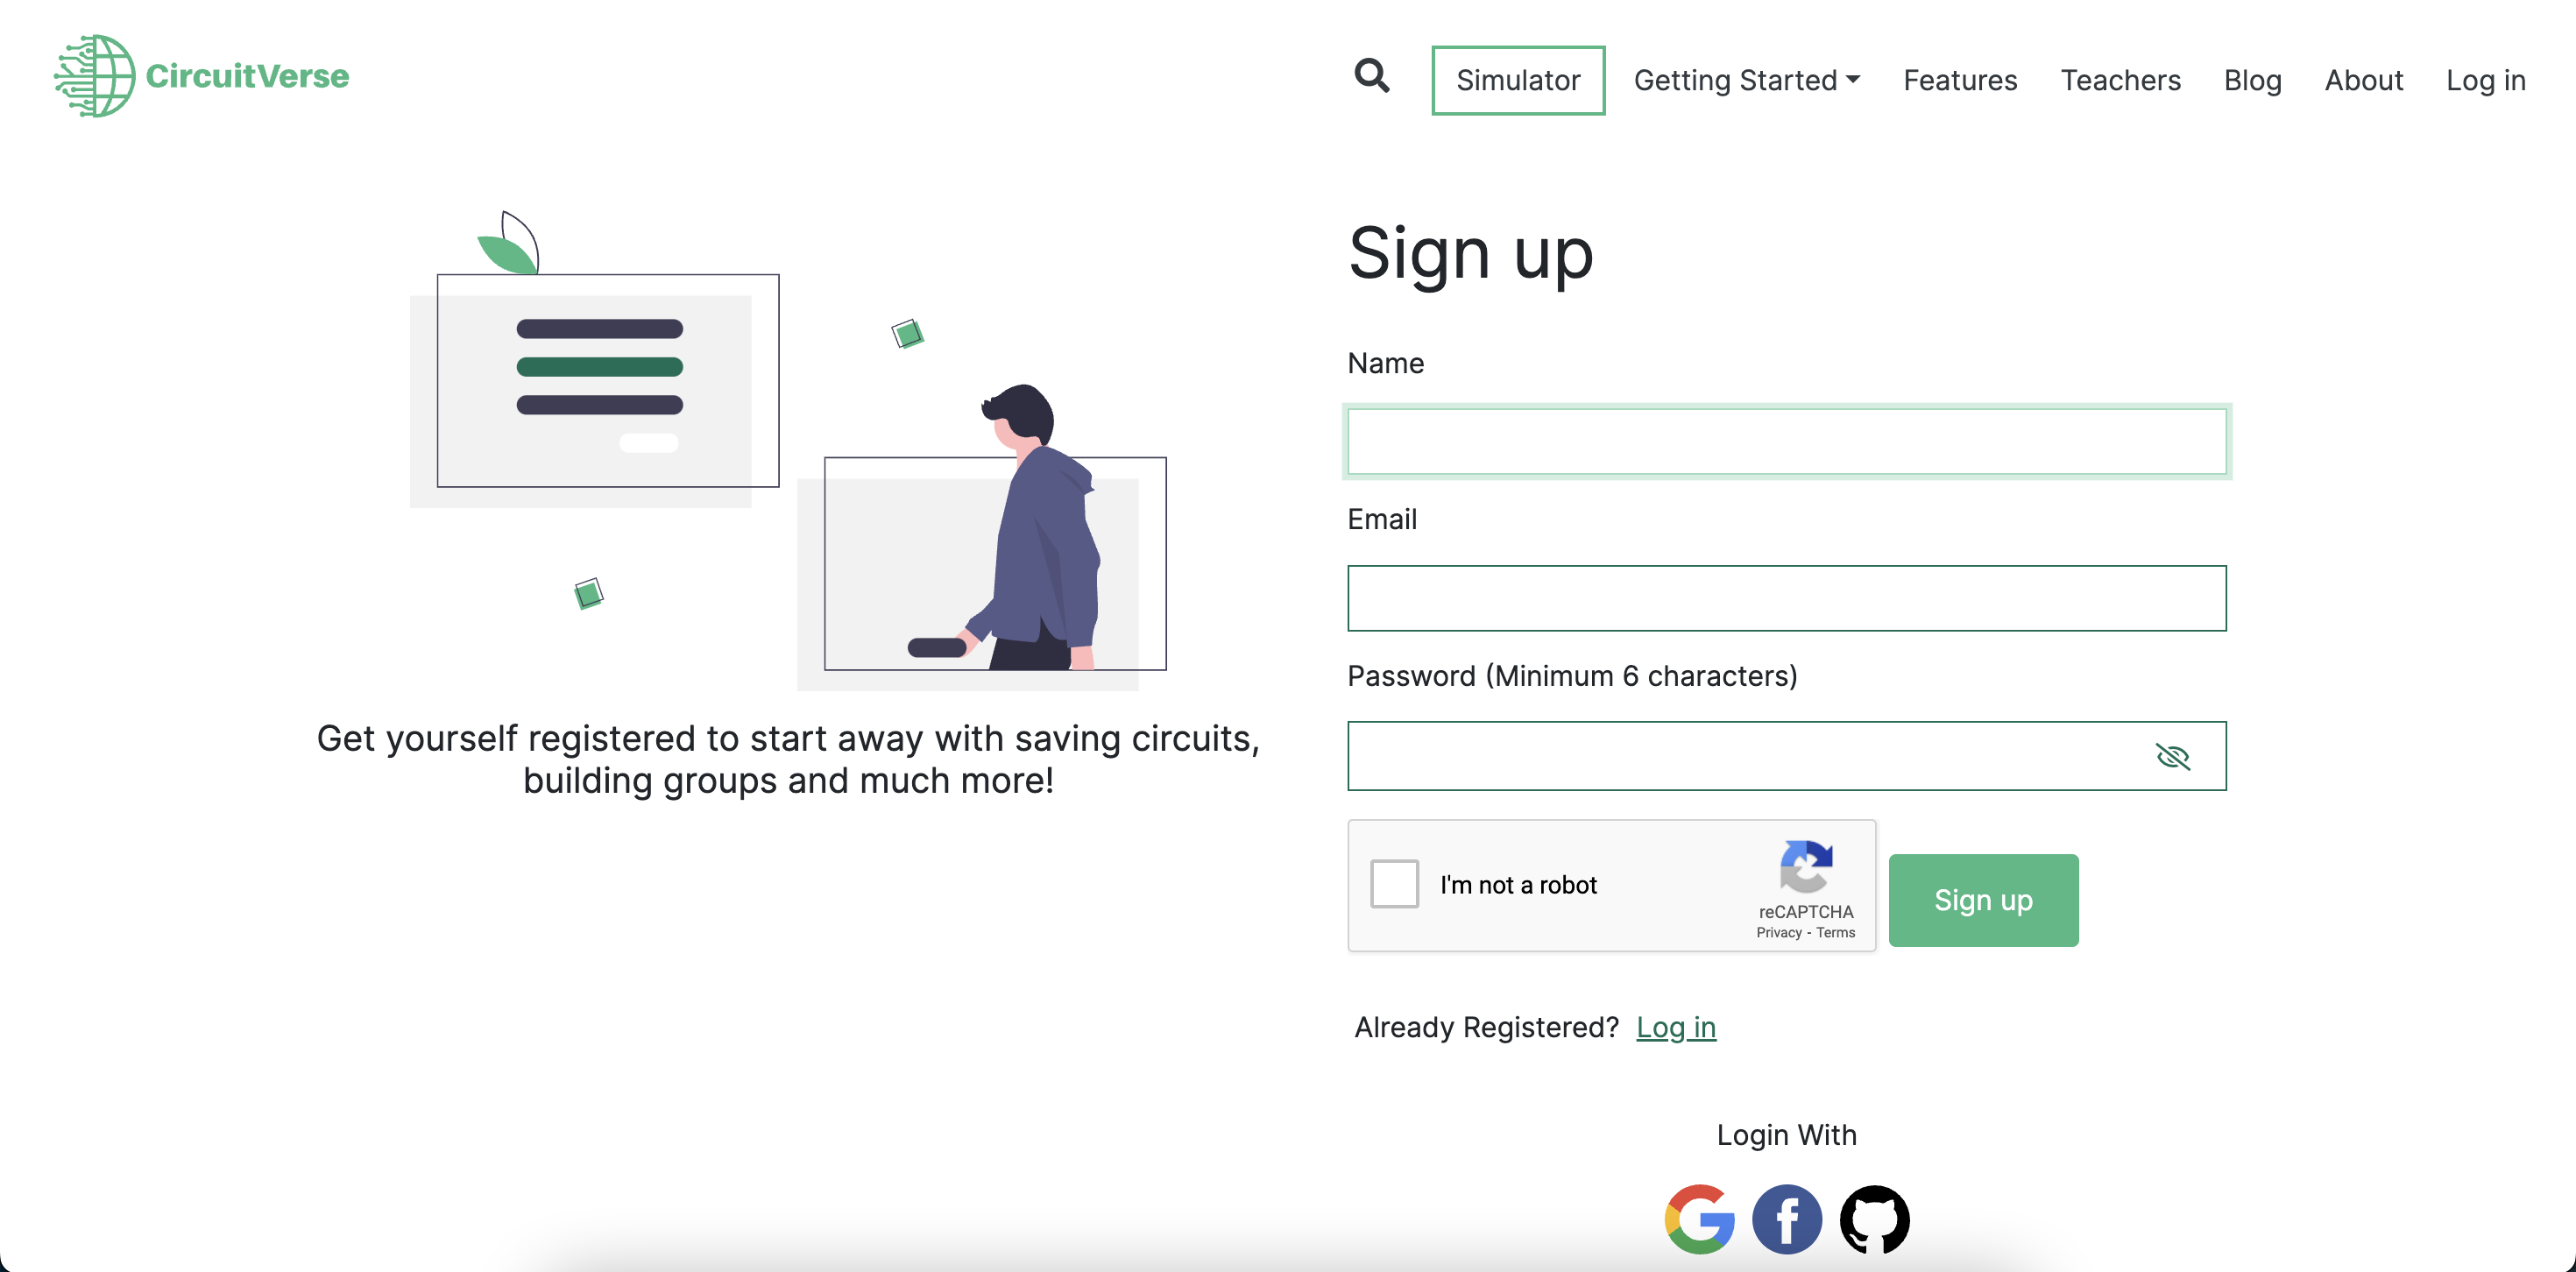 CircuitVerse
Simulator
Getting Started
Features
Teachers
Blog
About
Log in
Get yourself registered to start away with saving circuits,
building groups and much more!
Sign up
Name
Email
Password (Minimum 6 characters)
I'm not a robot
reCAPTCHA
Privacy - Terms
Sign up
Already Registered? Log in
Login With